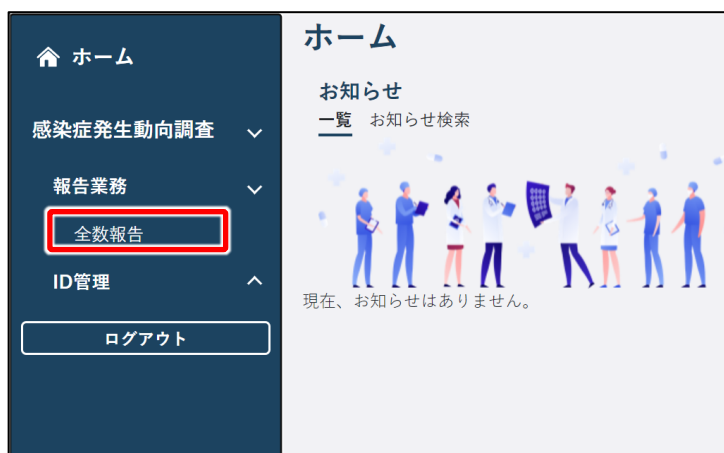 ホーム
感染症発生動向調査
報告業務
全数報告
ID管理
ログアウト
ホーム
お知らせ
一覧 お知らせ検索
現在、お知らせはありません。